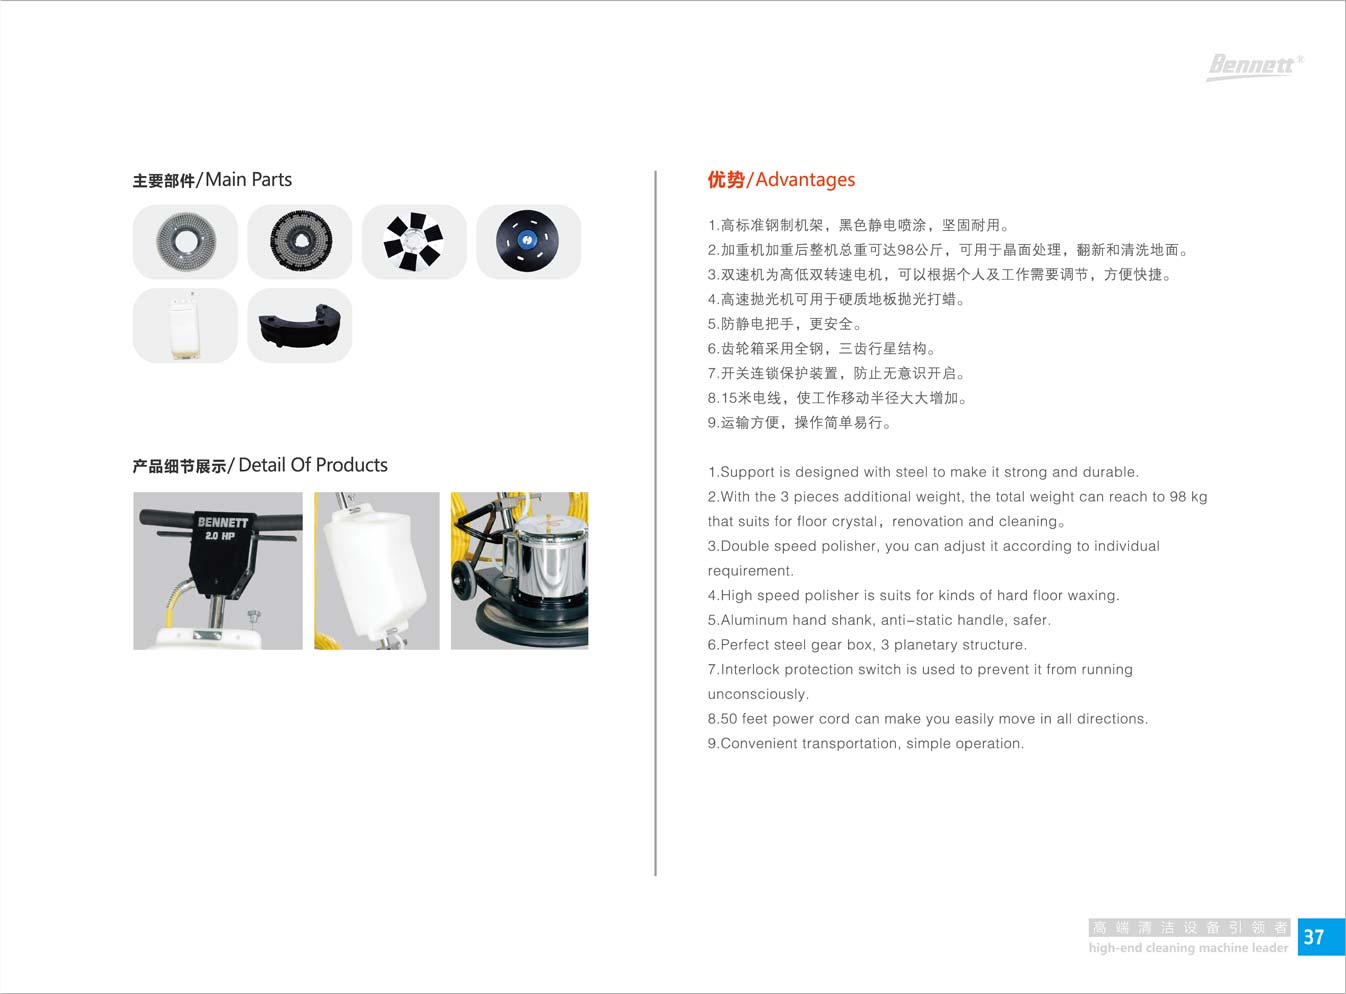 Bennett®
主要部件/Main Parts
产品细节展示/ Detail Of Products
BENNETT
2.0 HP
优势/Advantages
1.高标准钢制机架，黑色静电喷涂，坚固耐用。
2.加重机加重后整机总重可达98公斤，可用于晶面处理，翻新和清洗地面。
3.双速机为高低双转速电机，可以根据个人及工作需要调节，方便快捷。
4.高速抛光机可用于硬质地板抛光打蜡。
5.防静电把手，更安全。
6.齿轮箱采用全钢，三齿行星结构。
7.开关连锁保护装置，防止无意识开启。
8.15米电线，使工作移动半径大大增加。
9.运输方便，操作简单易行。
1.Support is designed with steel to make it strong and durable.
2.With the 3 pieces additional weight, the total weight can reach to 98 kg
that suits for floor crystal，renovation and cleaning。
3.Double speed polisher, you can adjust it according to individual
requirement.
4.High speed polisher is suits for kinds of hard floor waxing.
5.Aluminum hand shank, anti-static handle, safer.
6.Perfect steel gear box, 3 planetary structure.
7.Interlock protection switch is used to prevent it from running
unconsciously.
8.50 feet power cord can make you easily move in all directions.
9.Convenient transportation, simple operation.
高端清洁设备引领者
high-end cleaning machine leader
37